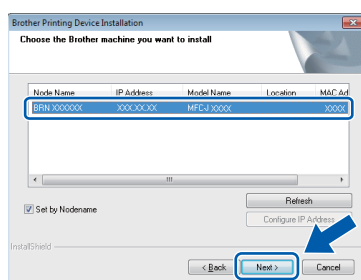 Brother Printing Device Installation
Choose the Brother machine you want to install
Node Name IP Address Model Name Location MAC Ad
BRN XXXXXX XXX.XX.XX MFC-J XXXX XXXX
Refresh
Set by Nodename
Configure IP Address
InstallShield
< Back Next > Cancel